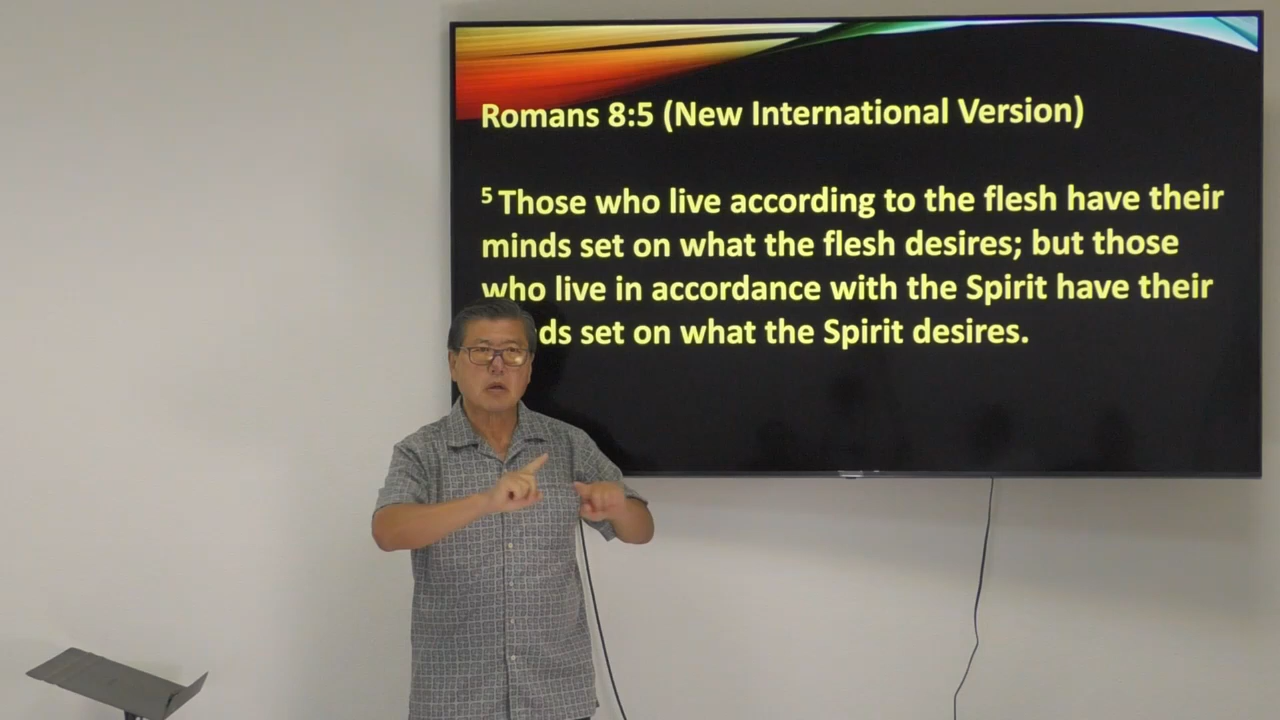 Romans 8:5 (New International Version)
5 Those who live according to the flesh have their
minds set on what the flesh desires; but those
who live in accordance with the Spirit have their
ds set on what the Spirit desires.